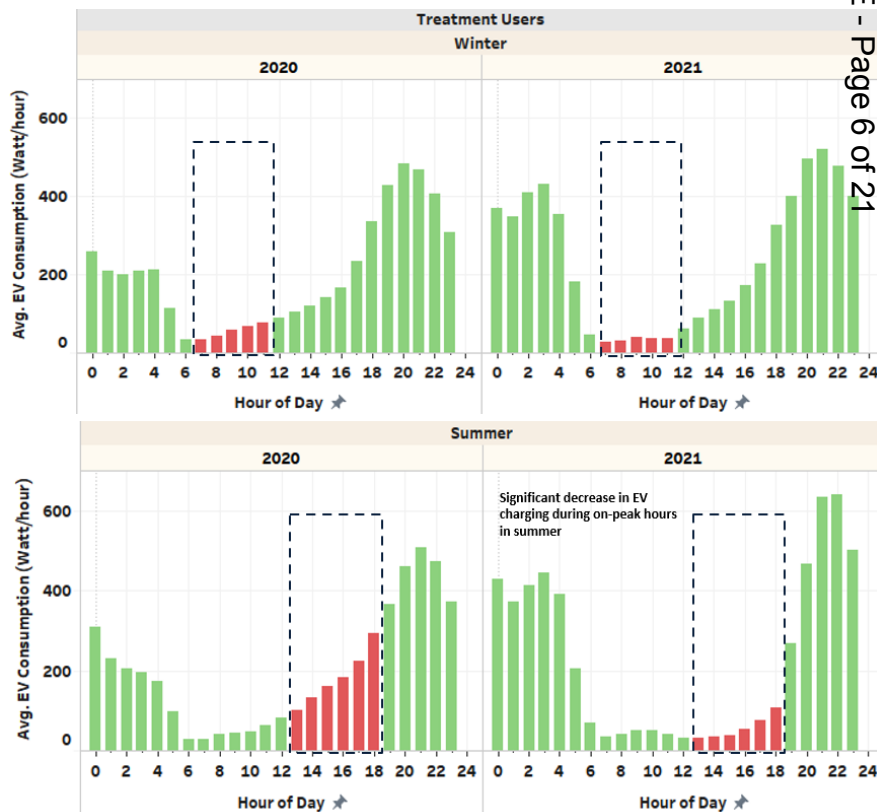 Treatment Users
Winter
2020 2021
Avg. EV Consumption (Watt/hour)
600
400
200
0
0 2 4 6 8 10 12 14 16 18 20 22 24 0 2 4 6 8 10 12 14 16 18 20 22 24
Hour of Day Hour of Day
E - Page 6 of 21
Summer
2020 2021
Avg. EV Consumption (Watt/hour)
600
400
200
0
Significant decrease in EV
charging during on-peak hours
in summer
0 2 4 6 8 10 12 14 16 18 20 22 24 0 2 4 6 8 10 12 14 16 18 20 22 24
Hour of Day Hour of Day